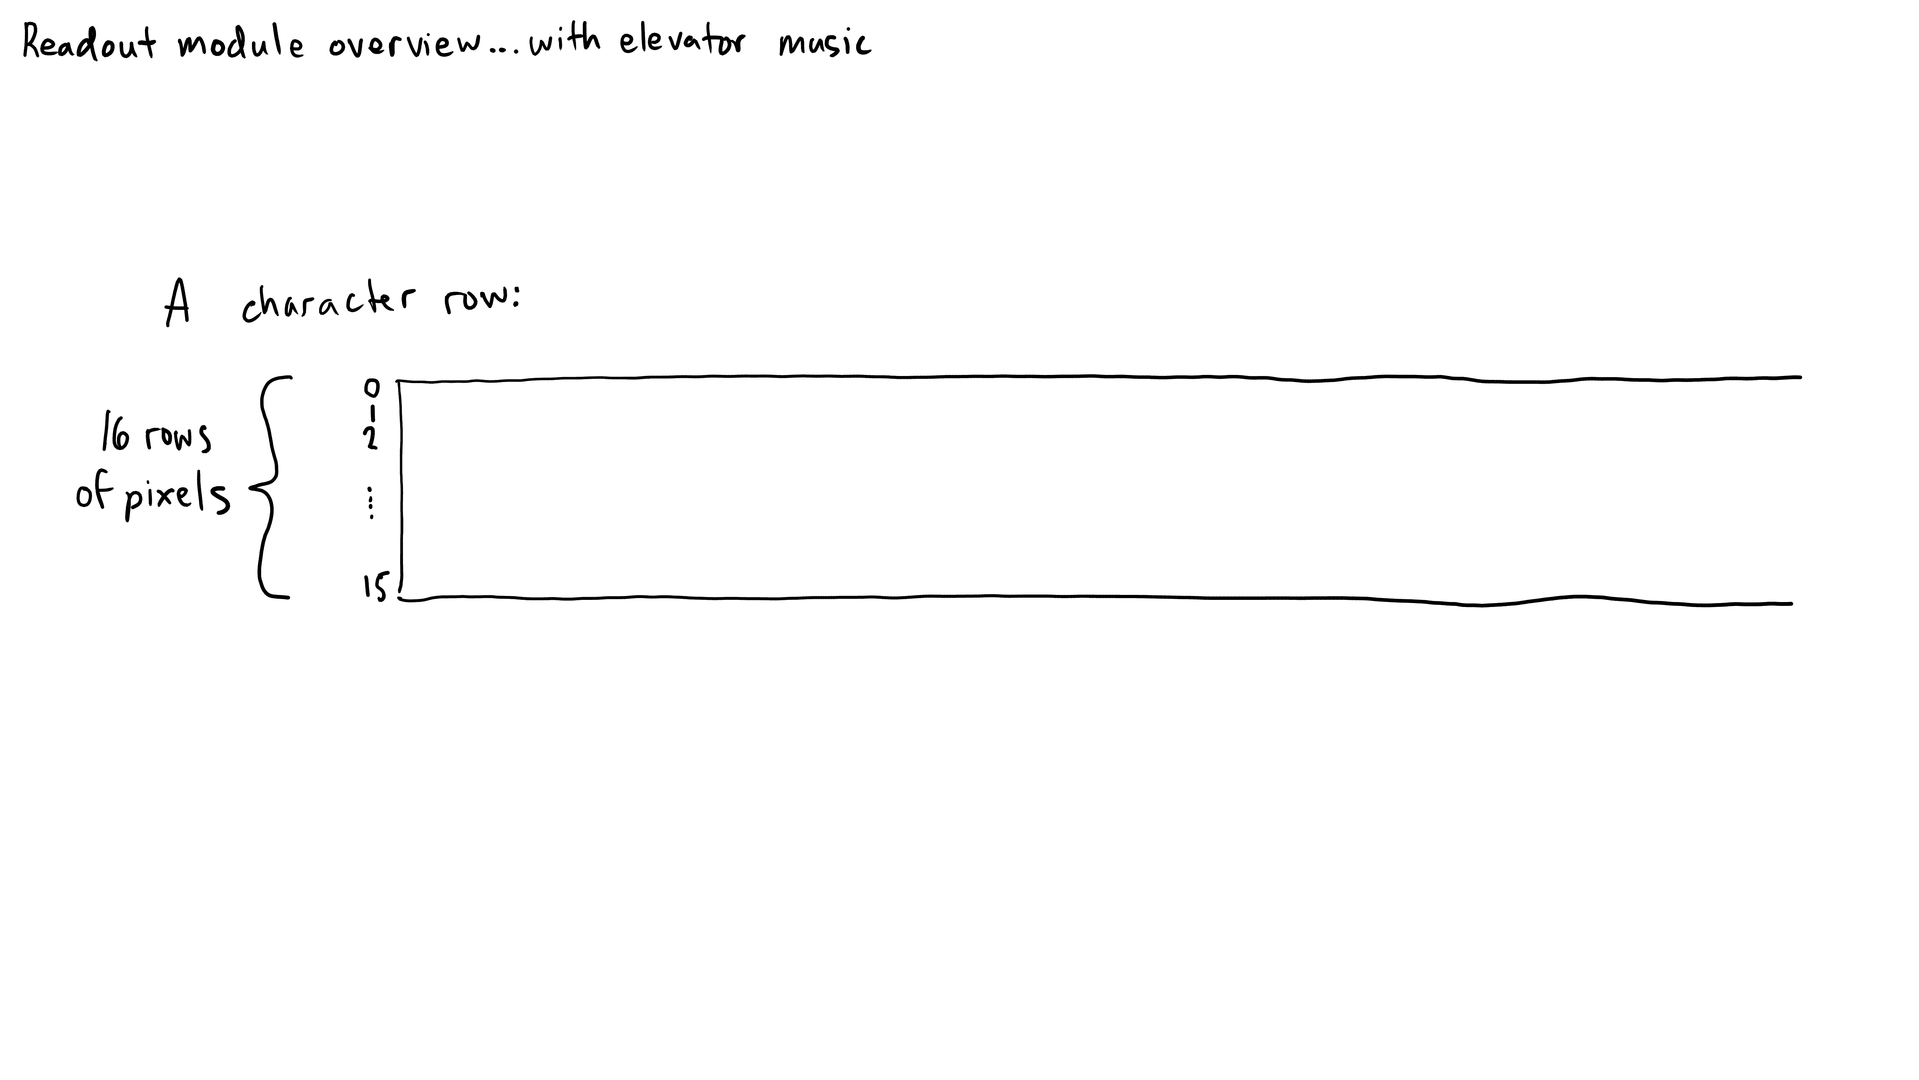 Readout module overview...with elevator music
A character row:
16 rows
of pixels
0
1
2
⋮
15